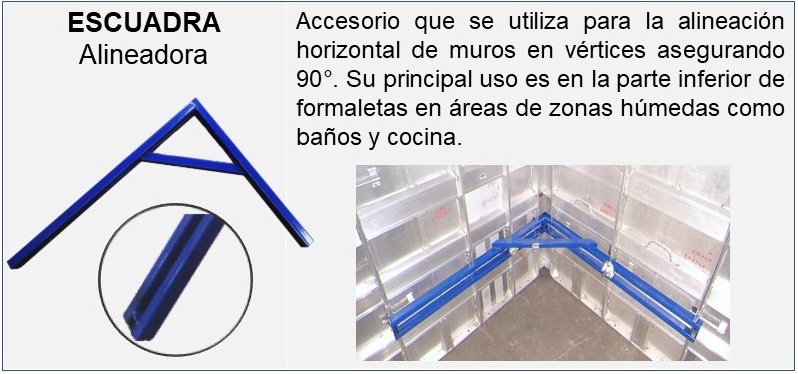 ESCUADRA
Alineadora
Accesorio que se utiliza para la alineación
horizontal de muros en vértices asegurando
90°. Su principal uso es en la parte inferior de
formaletas en áreas de zonas húmedas como
baños y cocina.